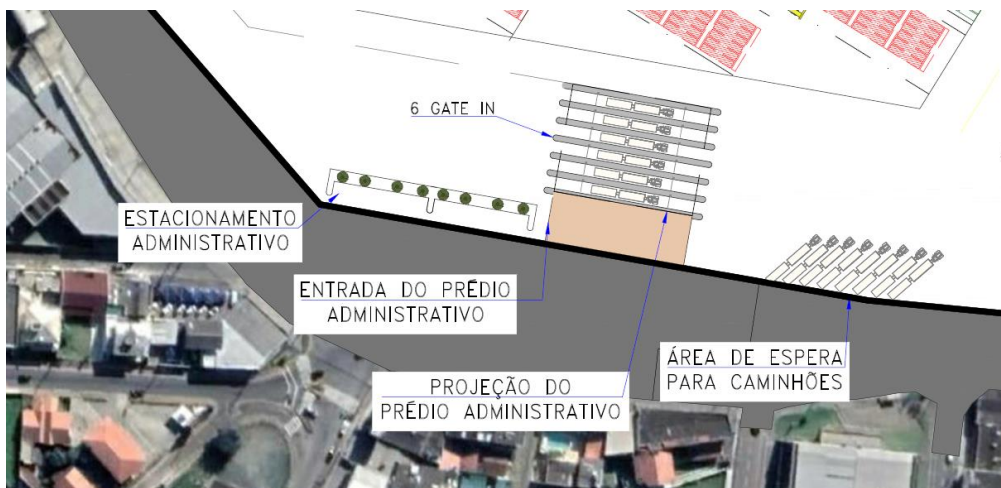 6 GATE IN
ESTACIONAMENTO
ADMINISTRATIVO
ENTRADA DO PRÉDIO
ADMINISTRATIVO
PROJEÇÃO DO
PRÉDIO ADMINISTRATIVO
ÁREA DE ESPERA
PARA CAMINHÕES